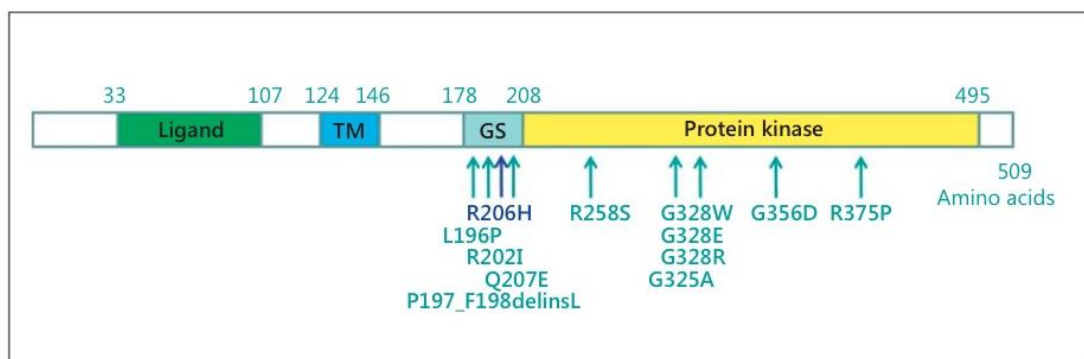 33 107 124 146 178 208 495
Ligand TM GS Protein kinase
509
Amino acids
R206H R258S G328W G356D R375P
L196P G328E
R202I G328R
Q207E G325A
P197_F198delinsL